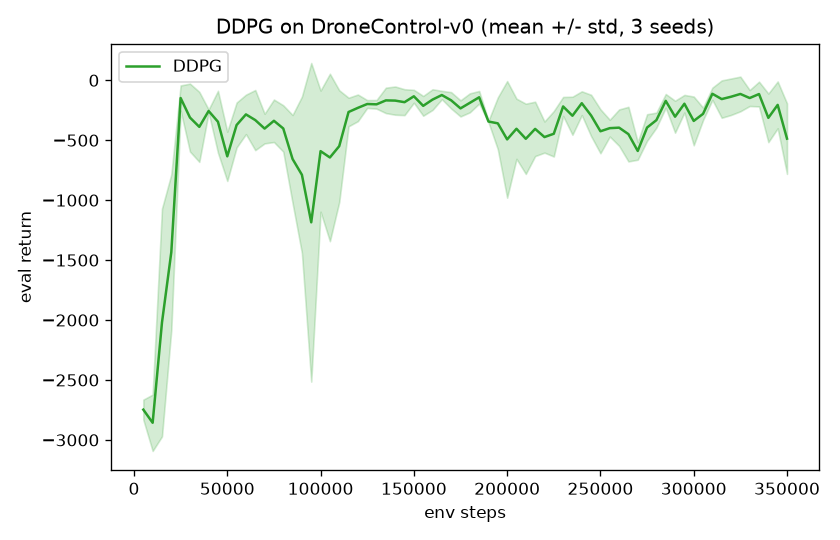 DDPG on DroneControl-v0 (mean +/- std, 3 seeds)
DDPG
0
−500
−1000
−1500
−2000
−2500
−3000
eval return
0 50000 100000 150000 200000 250000 300000 350000
env steps